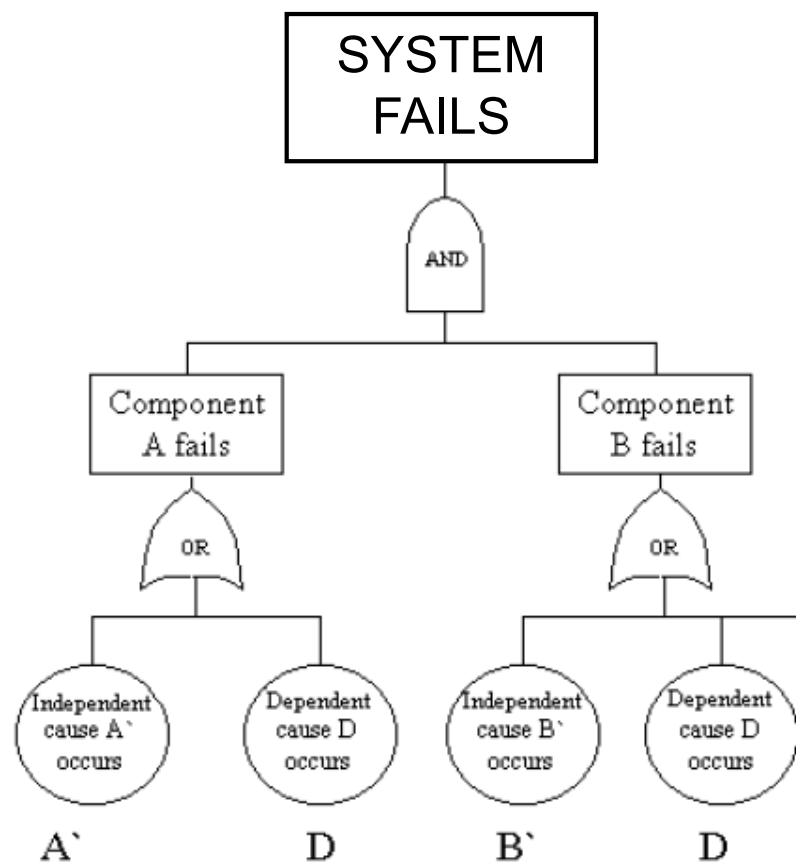 SYSTEM
FAILS
AND
Component
A fails
Component
B fails
OR
OR
Independent
cause A`
occurs
Dependent
cause D
occurs
Independent
cause B`
occurs
Dependent
cause D
occurs
A`
D
B`
D